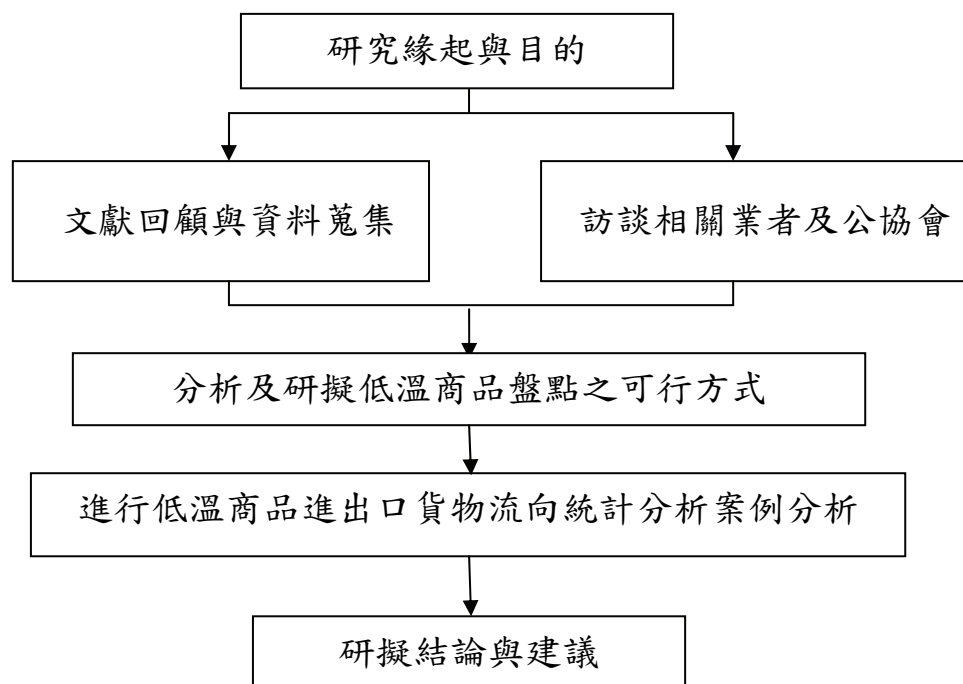 研究緣起與目的
文獻回顧與資料蒐集
訪談相關業者及公協會
分析及研擬低溫商品盤點之可行方式
進行低溫商品進出口貨物流向統計分析案例分析
研擬結論與建議